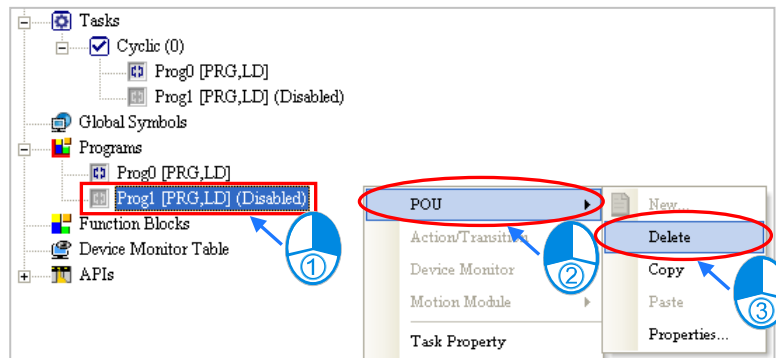 Tasks
Cyclic (0)
Prog0 [PRG,LD]
Prog1 [PRG,LD] (Disabled)
Global Symbols
Programs
Prog0 [PRG,LD]
Prog1 [PRG,LD] (Disabled)
Function Blocks
Device Monitor Table
APIs
①
POU
Action/Transition
Device Monitor
Motion Module
Task Property
②
New...
Delete
Copy
Paste
Properties...
③